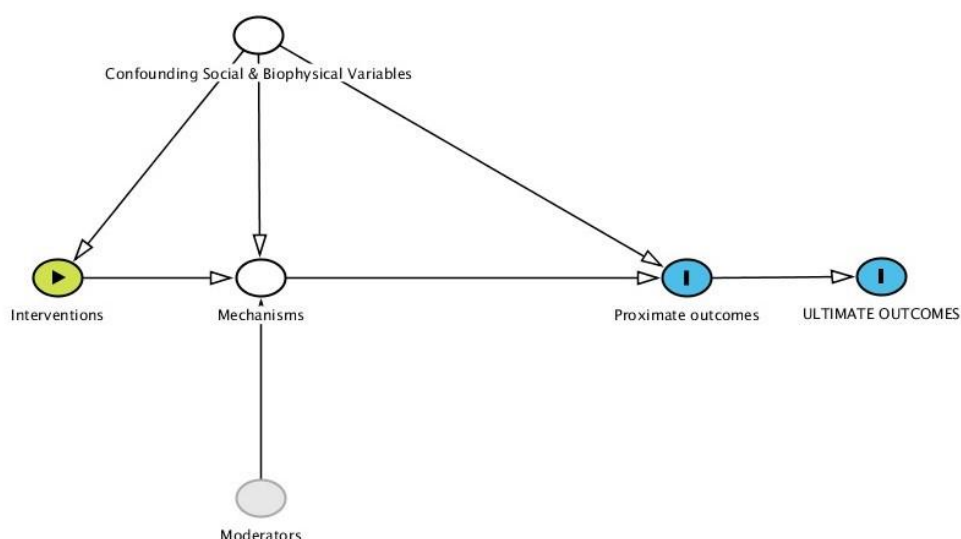 Confounding Social & Biophysical Variables
Interventions
Mechanisms
Proximate outcomes
ULTIMATE OUTCOMES
Moderators